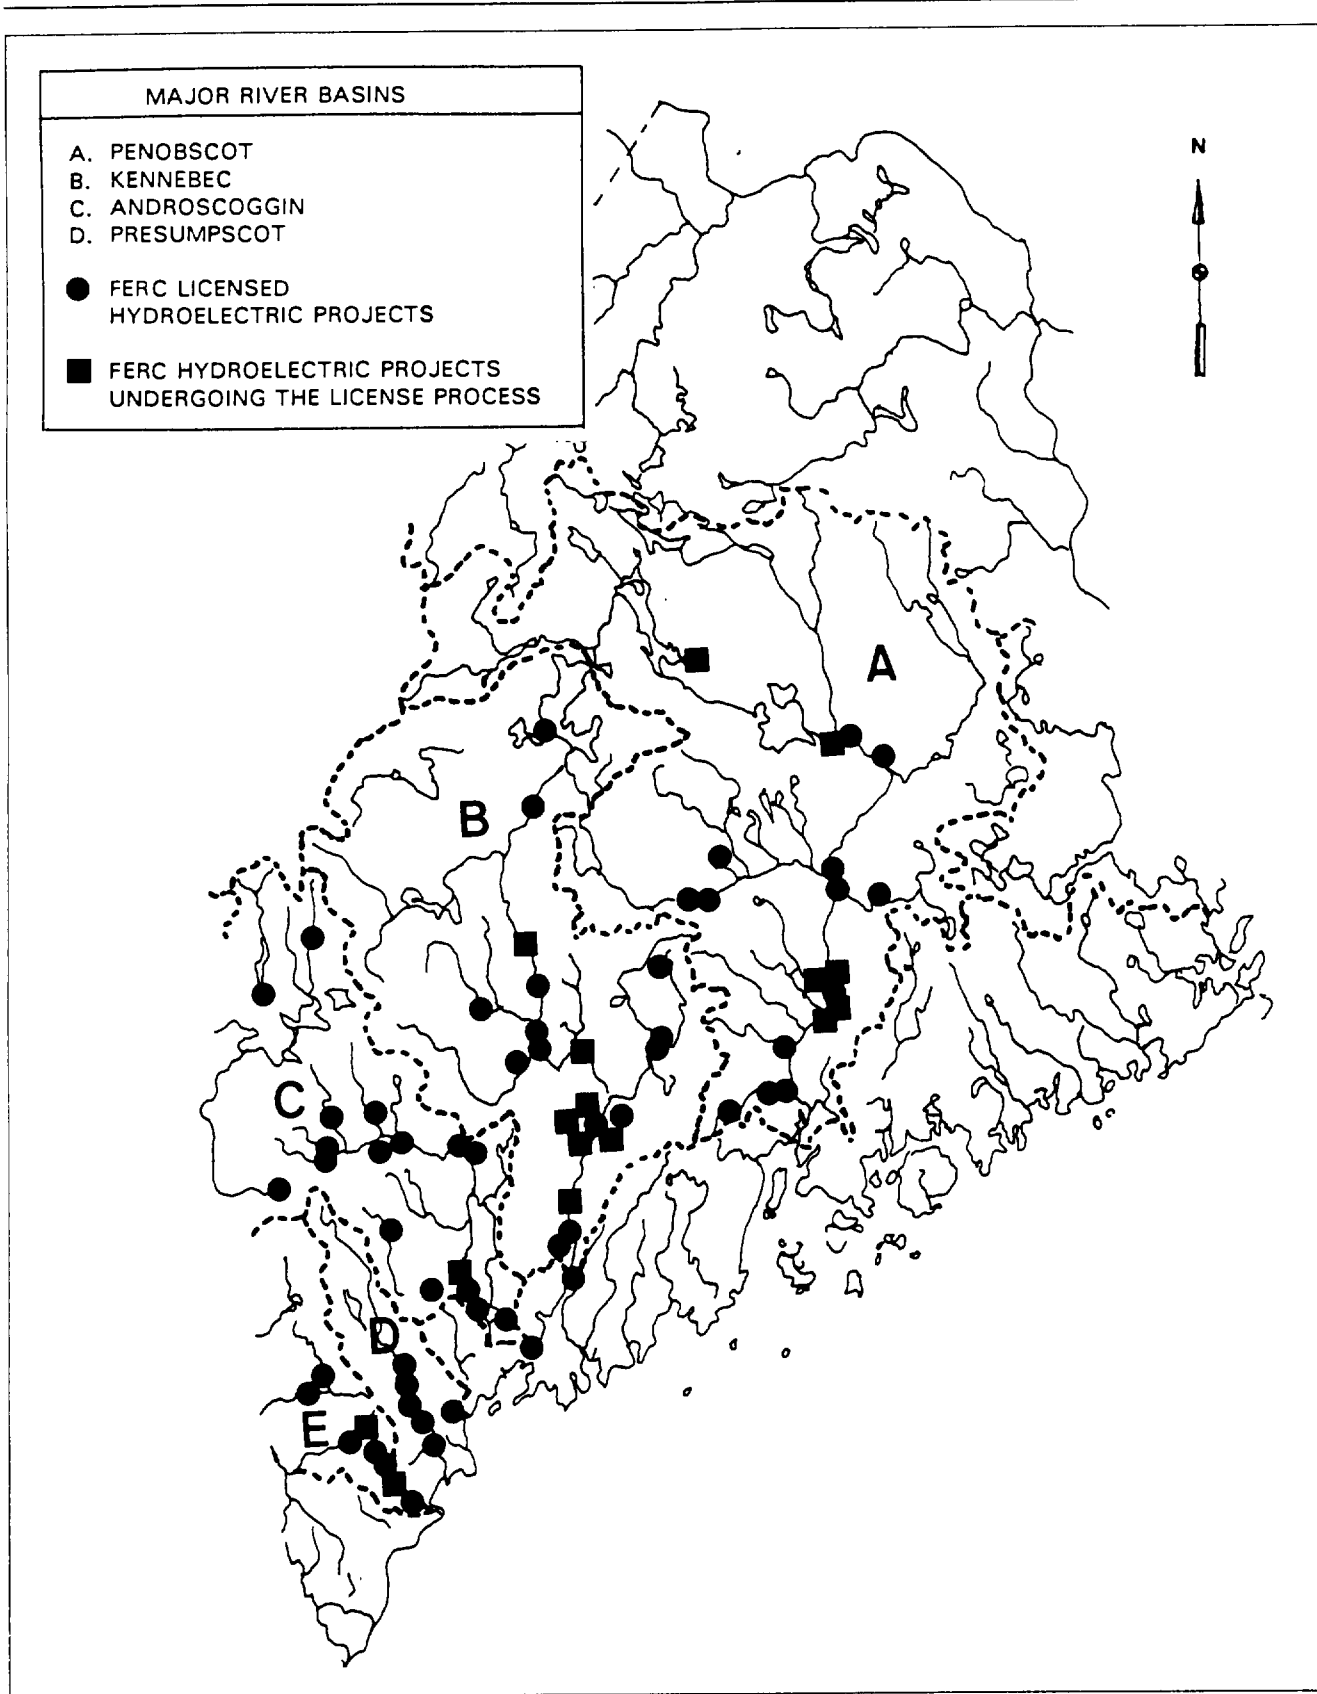 MAJOR RIVER BASINS
A. PENOBSCOT
B. KENNEBEC
C. ANDROSCOGGIN
D. PRESUMPSCOT
FERC LICENSED
HYDROELECTRIC PROJECTS
FERC HYDROELECTRIC PROJECTS
UNDERGOING THE LICENSE PROCESS
N
A
B
C
D
E